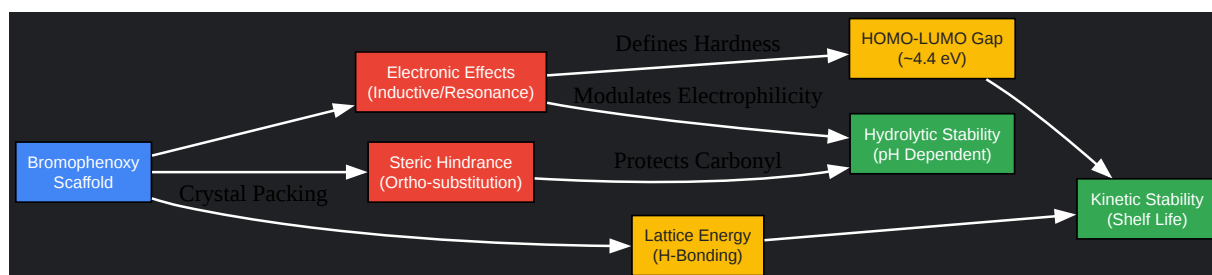 Bromophenoxy
Scaffold
Crystal Packing
Electronic Effects
(Inductive/Resonance)
Steric Hindrance
(Ortho-substitution)
Defines Hardness
Modulates Electrophilicity
Protects Carbonyl
Lattice Energy
(H-Bonding)
HOMO-LUMO Gap
(~4.4 eV)
Hydrolytic Stability
(pH Dependent)
Kinetic Stability
(Shelf Life)